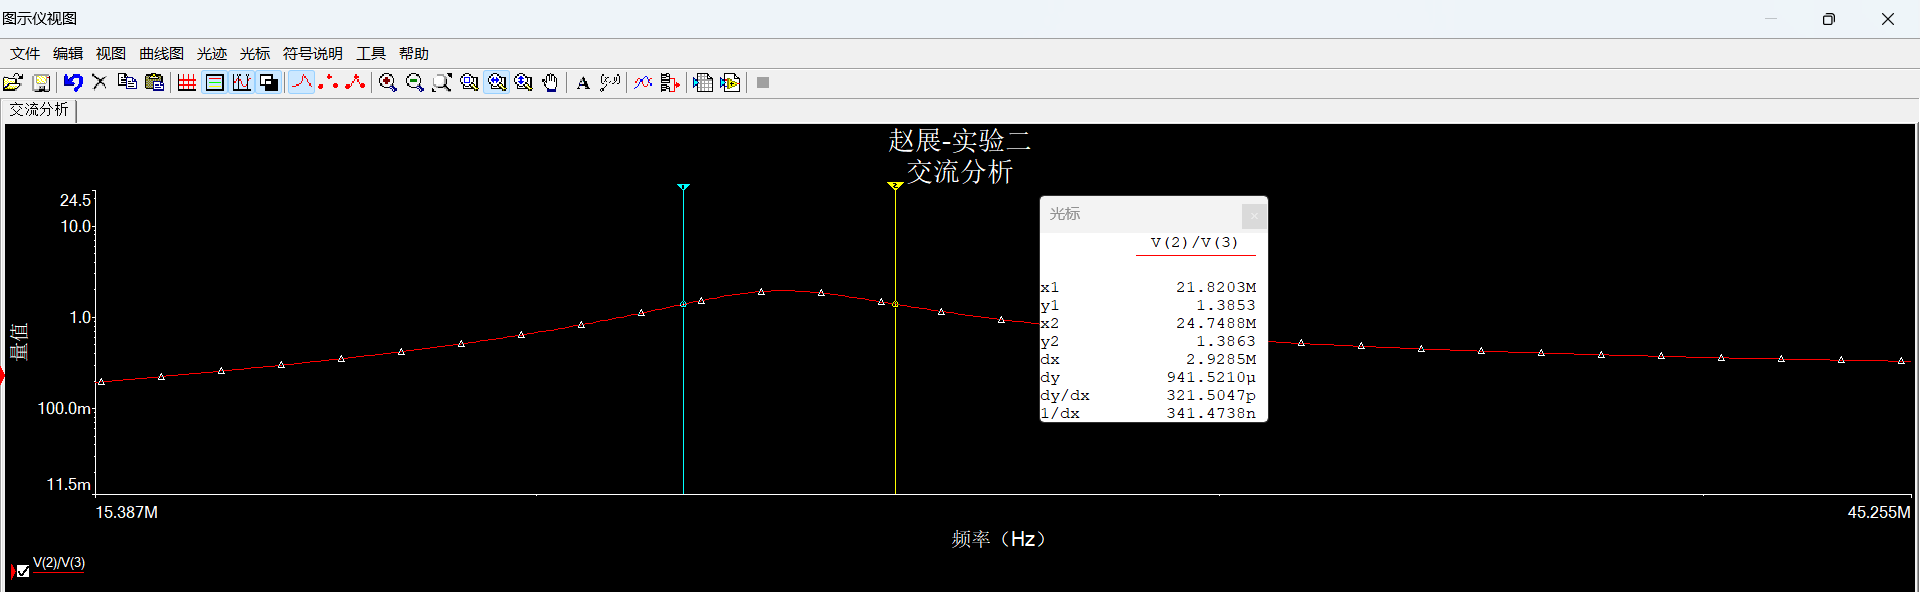 图示仪视图
文件 编辑 视图 曲线图 光迹 光标 符号说明 工具 帮助
交流分析
赵展-实验二
交流分析
24.5
10.0
1.0
100.0m
11.5m
量值
15.387M
45.255M
频率（Hz）
V(2)/V(3)
光标
V(2)/V(3)
x1 21.8203M
y1 1.3853
x2 24.7488M
y2 1.3863
dx 2.9285M
dy 941.5210µ
dy/dx 321.5047p
1/dx 341.4738n